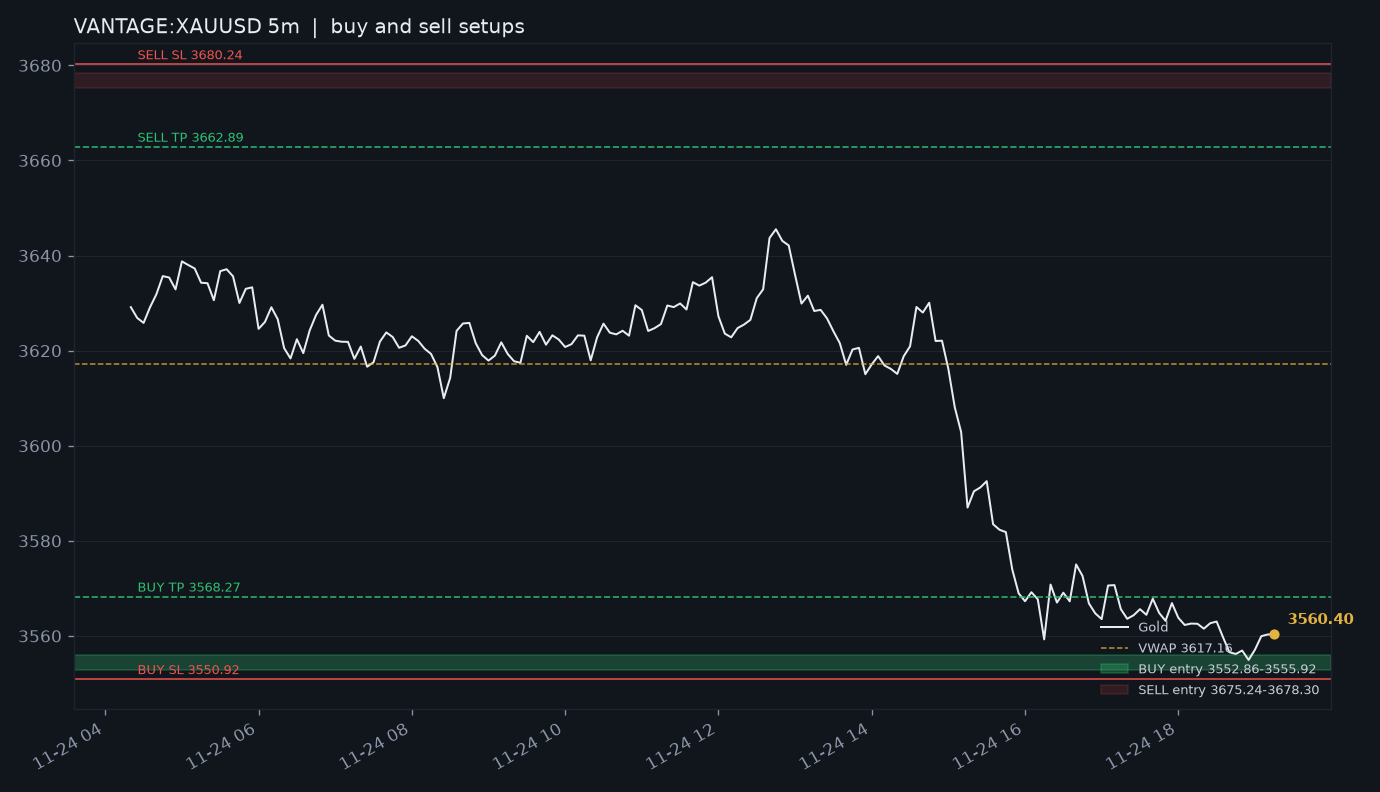 VANTAGE:XAUUSD 5m | buy and sell setups
SELL SL 3680.24
3680
SELL TP 3662.89
3660
3640
3620
3600
3580
BUY TP 3568.27
3560
3560.40
BUY SL 3550.92
Gold
VWAP 3617.16
BUY entry 3552.86-3555.92
SELL entry 3675.24-3678.30
11-24 04
11-24 06
11-24 08
11-24 10
11-24 12
11-24 14
11-24 16
11-24 18